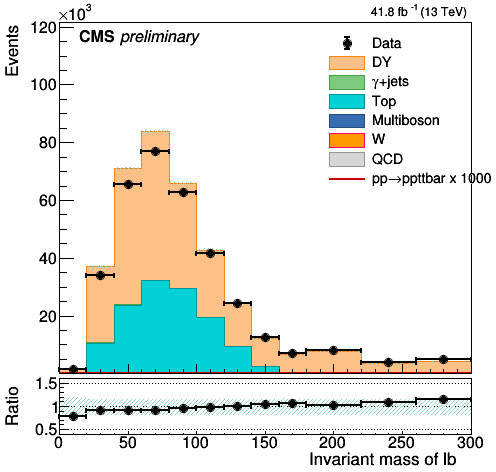 ×10³
41.8 fb⁻¹ (13 TeV)
Events
CMS preliminary
120
100
80
60
40
20
Data
DY
γ+jets
Top
Multiboson
W
QCD
pp→ppttbar x 1000
Ratio
1.5
1
0.5
0 50 100 150 200 250 300
Invariant mass of lb